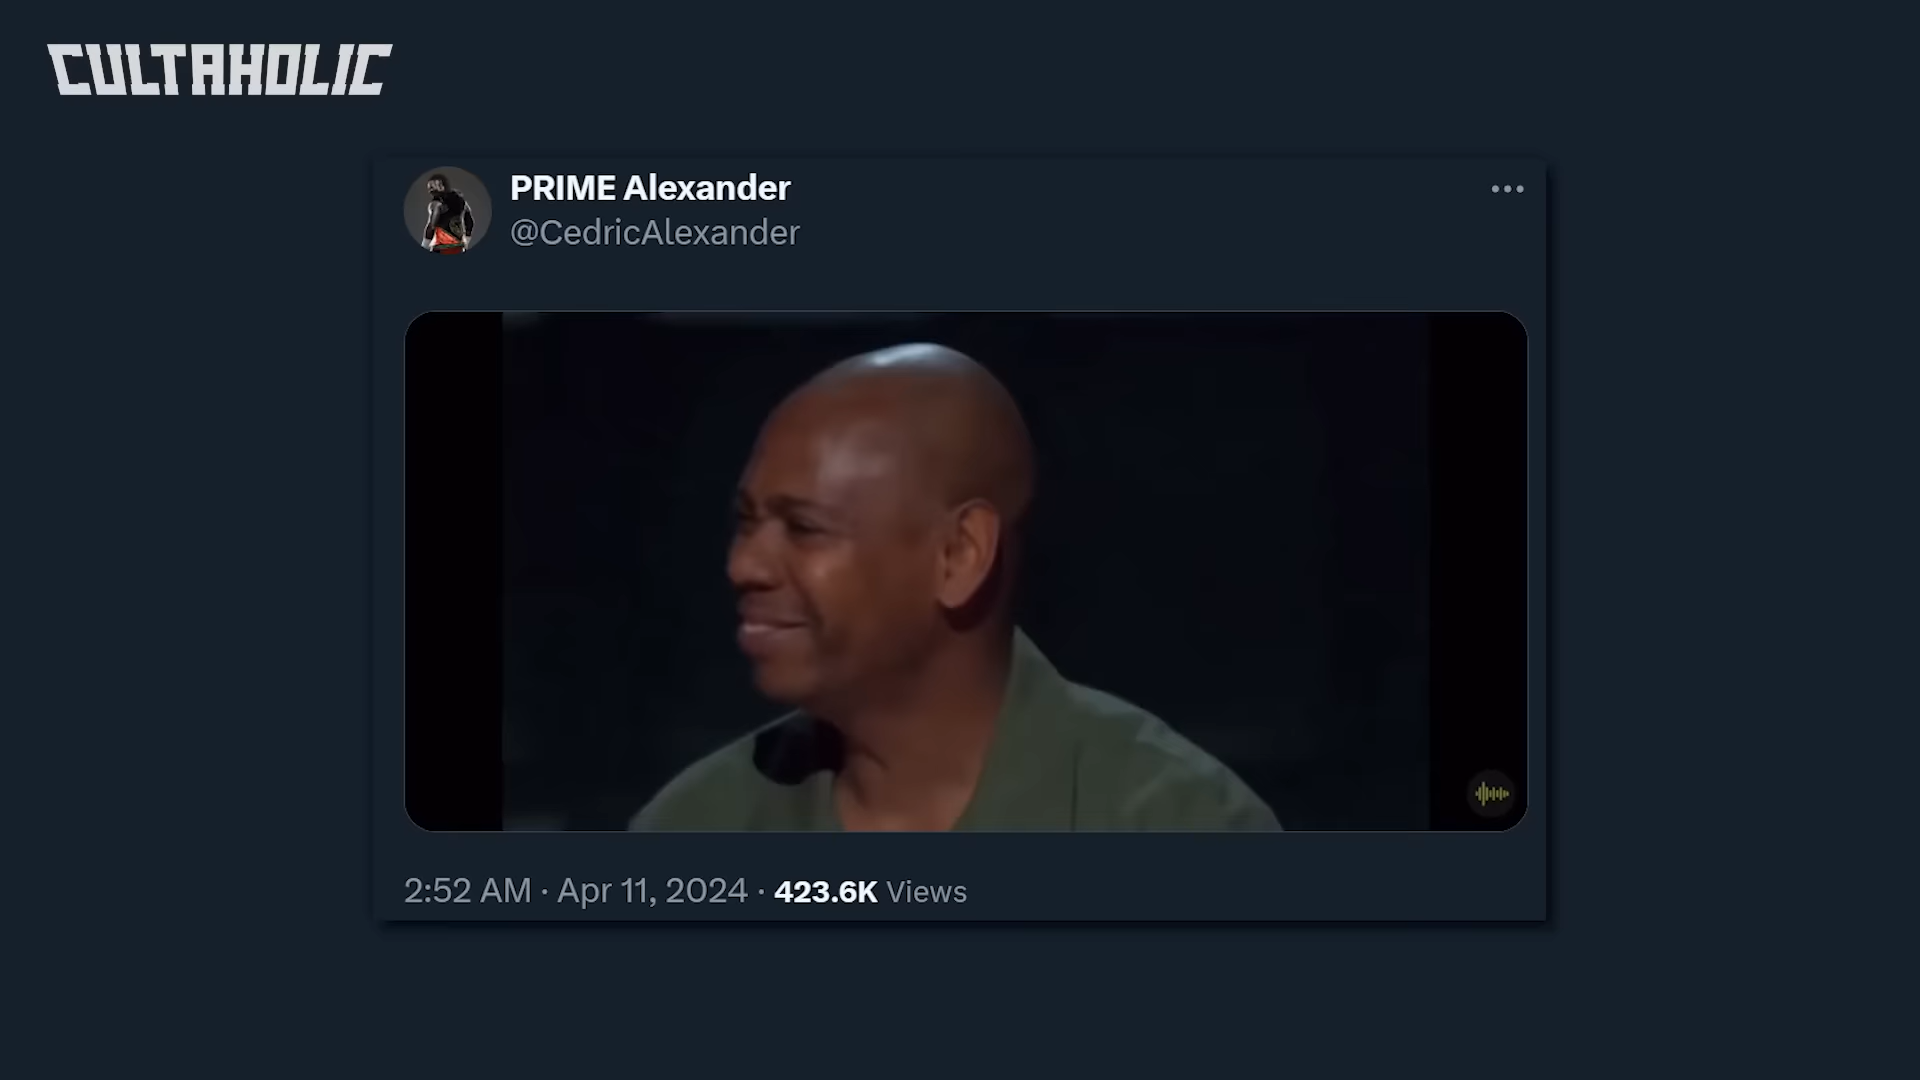 CULTAHOLIC
PRIME Alexander
@CedricAlexander
2:52 AM · Apr 11, 2024 · 423.6K Views